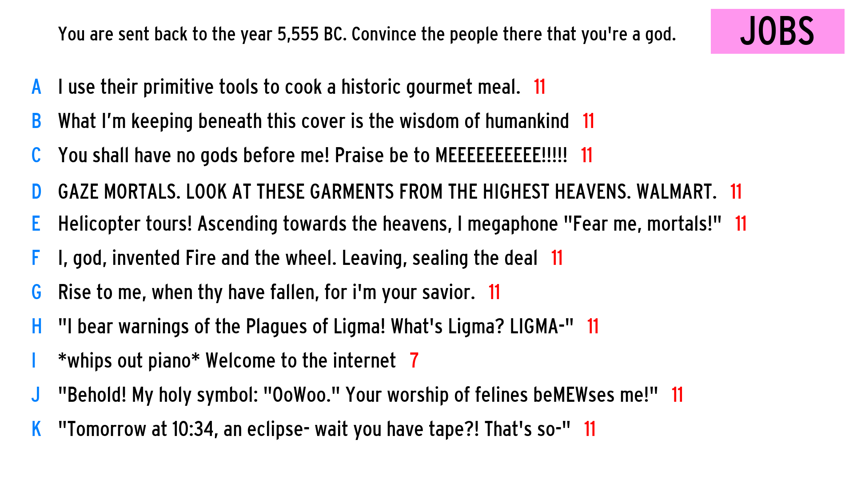 You are sent back to the year 5,555 BC. Convince the people there that you're a god.
JOBS
A I use their primitive tools to cook a historic gourmet meal. 11
B What I'm keeping beneath this cover is the wisdom of humankind 11
C You shall have no gods before me! Praise be to MEEEEEEEEEE!!!!! 11
D GAZE MORTALS. LOOK AT THESE GARMENTS FROM THE HIGHEST HEAVENS. WALMART. 11
E Helicopter tours! Ascending towards the heavens, I megaphone "Fear me, mortals!" 11
F I, god, invented Fire and the wheel. Leaving, sealing the deal 11
G Rise to me, when thy have fallen, for i'm your savior. 11
H "I bear warnings of the Plagues of Ligma! What's Ligma? LIGMA-" 11
I *whips out piano* Welcome to the internet 7
J "Behold! My holy symbol: "OoWoo." Your worship of felines beMEWses me!" 11
K "Tomorrow at 10:34, an eclipse- wait you have tape?! That's so-" 11